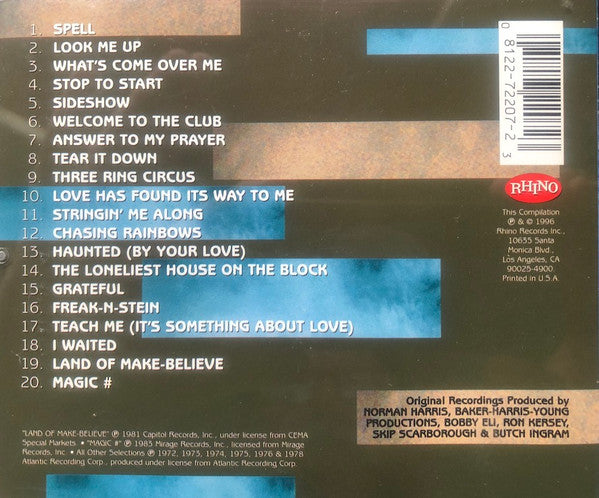 1. SPELL
2. LOOK ME UP
3. WHAT'S COME OVER ME
4. STOP TO START
5. SIDESHOW
6. WELCOME TO THE CLUB
7. ANSWER TO MY PRAYER
8. TEAR IT DOWN
9. THREE RING CIRCUS
10. LOVE HAS FOUND ITS WAY TO ME
11. STRINGIN' ME ALONG
12. CHASING RAINBOWS
13. HAUNTED (BY YOUR LOVE)
14. THE LONELIEST HOUSE ON THE BLOCK
15. GRATEFUL
16. FREAK-N-STEIN
17. TEACH ME (IT'S SOMETHING ABOUT LOVE)
18. I WAITED
19. LAND OF MAKE-BELIEVE
20. MAGIC #
0 8122-72207-2 3
RHINO
This Compilation
℗ & © 1996
Rhino Records Inc.,
10635 Santa
Monica Blvd.,
Los Angeles, CA
90025-4900.
Printed in U.S.A.
Original Recordings Produced by
NORMAN HARRIS, BAKER-HARRIS-YOUNG
PRODUCTIONS, BOBBY ELI, RON KERSEY,
SKIP SCARBOROUGH & BUTCH INGRAM
"LAND OF MAKE-BELIEVE" ℗ 1981 Capitol Records, Inc., under license from CEMA
Special Markets. • "MAGIC #" ℗ 1985 Mirage Records, Inc., licensed from Mirage
Records, Inc. • All Other Selections ℗ 1972, 1973, 1974, 1975, 1976 & 1978
Atlantic Recording Corp., produced under license from Atlantic Recording Corp.